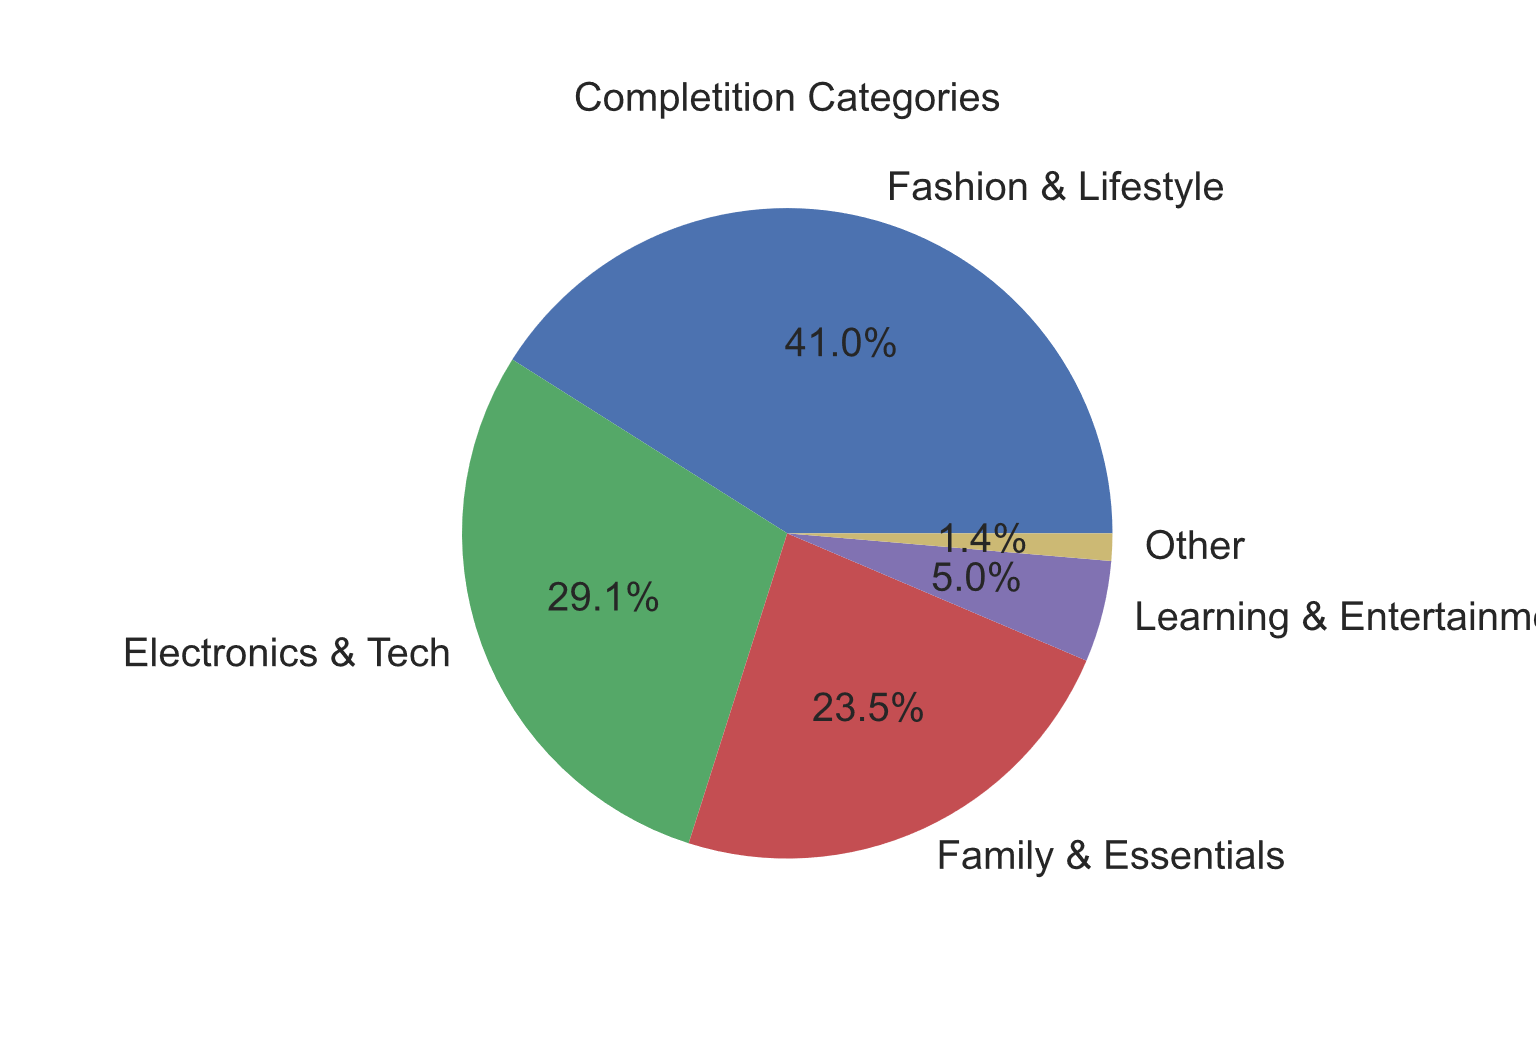 Completition Categories
Fashion & Lifestyle
41.0%
1.4%
Other
5.0%
29.1%
Learning & 
Electronics & Tech
23.5%
Family & Essentials